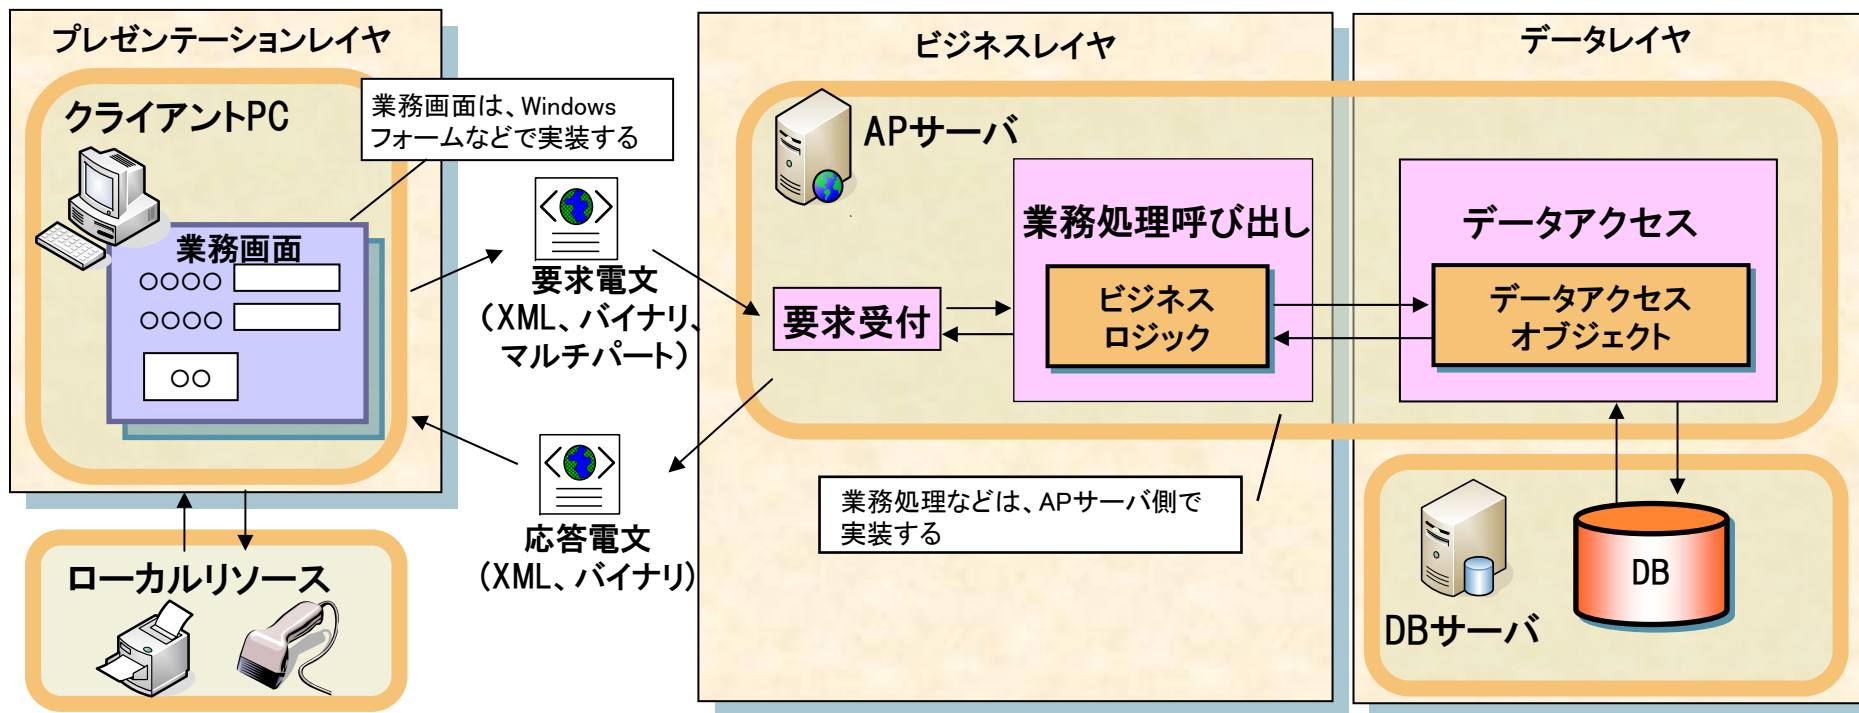 プレゼンテーションレイヤ
クライアントPC
業務画面は、Windows
フォームなどで実装する
業務画面
○○○○
○○○○
○○
ローカルリソース
要求電文
(XML、バイナリ、
マルチパート)
応答電文
(XML、バイナリ)
ビジネスレイヤ
APサーバ
要求受付
業務処理呼び出し
ビジネス
ロジック
業務処理などは、APサーバ側で
実装する
データレイヤ
データアクセス
データアクセス
オブジェクト
DBサーバ
DB